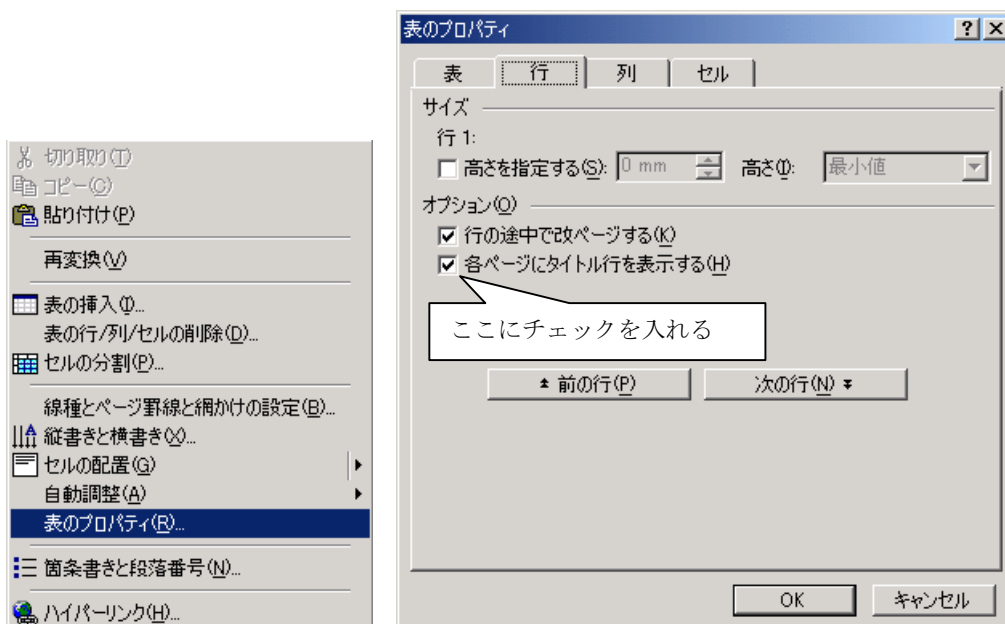 切り取り(T)
コピー(C)
貼り付け(P)
再変換(V)
表の挿入(I)...
表の行/列/セルの削除(D)...
セルの分割(P)...
線種とページ罫線と網かけの設定(B)...
縦書きと横書き(X)...
セルの配置(G)
自動調整(A)
表のプロパティ(R)...
箇条書きと段落番号(N)...
ハイパーリンク(H)...
表のプロパティ
表 行 列 セル
サイズ
行 1:
高さを指定する(S): 0 mm 高さ(I): 最小値
オプション(O)
行の途中で改ページする(K)
各ページにタイトル行を表示する(H)
ここにチェックを入れる
前の行(P) 次の行(N)
OK キャンセル